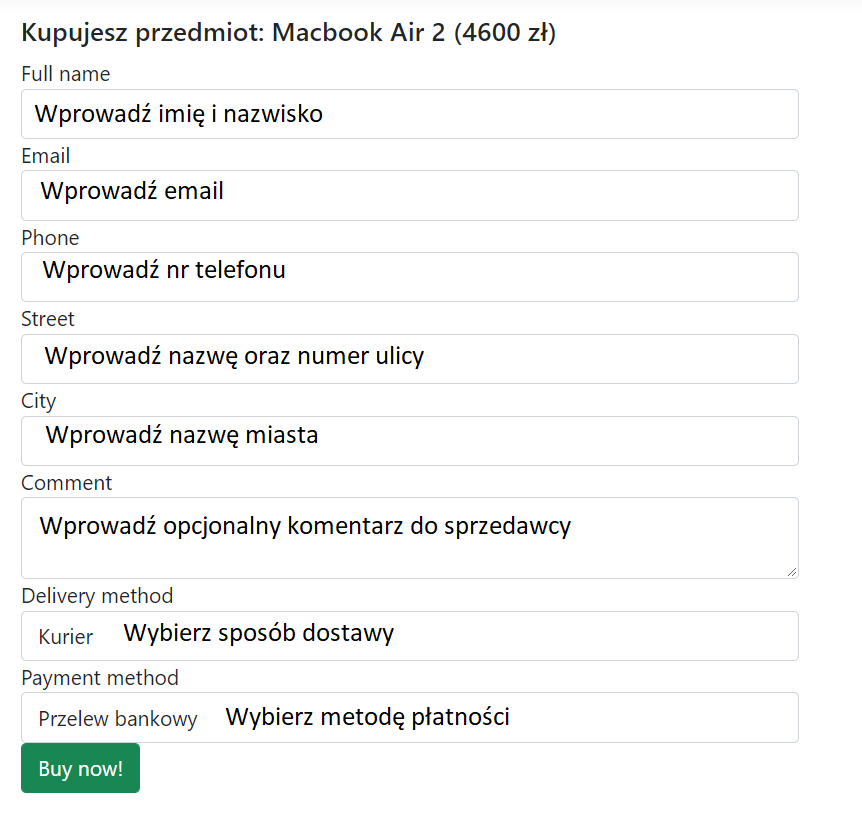 Kupujesz przedmiot: Macbook Air 2 (4600 zł)
Full name
Wprowadź imię i nazwisko
Email
Wprowadź email
Phone
Wprowadź nr telefonu
Street
Wprowadź nazwę oraz numer ulicy
City
Wprowadź nazwę miasta
Comment
Wprowadź opcjonalny komentarz do sprzedawcy
Delivery method
Kurier Wybierz sposób dostawy
Payment method
Przelew bankowy Wybierz metodę płatności
Buy now!